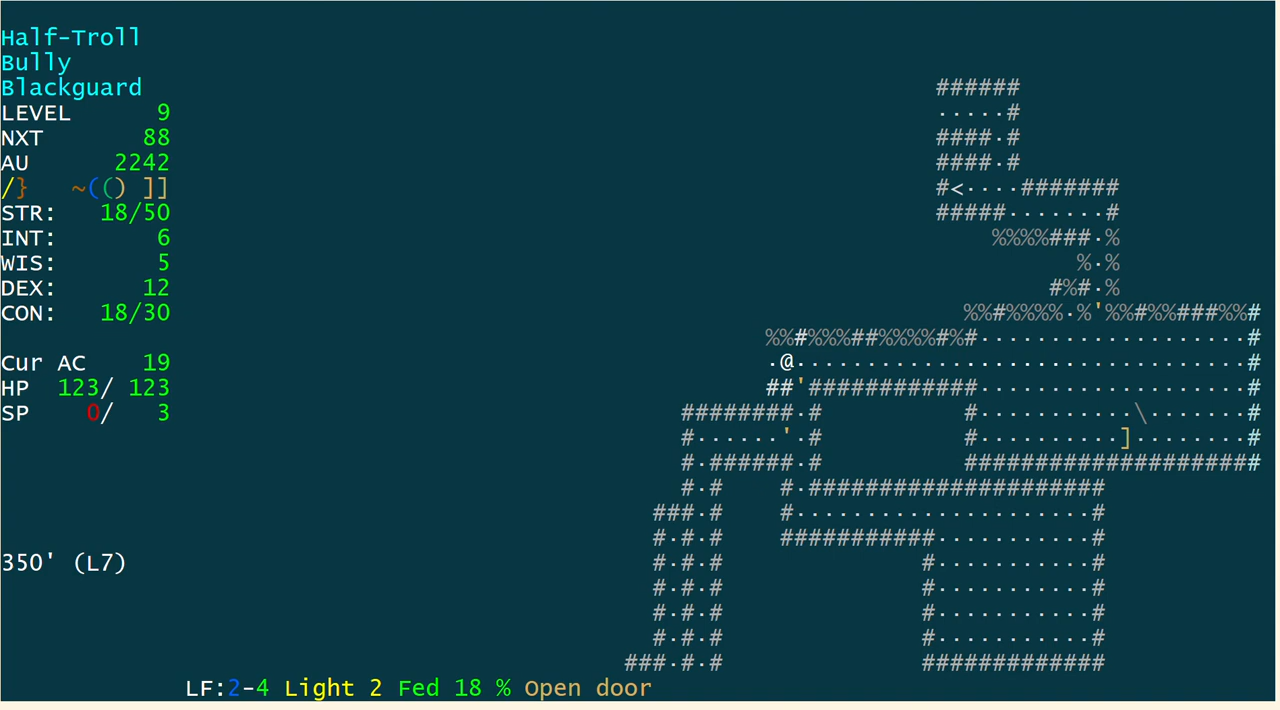 Half-Troll
Bully
Blackguard ######
LEVEL 9 .....#
NXT 88 ####.#
AU 2242 ####.#
/} ~(() ]] #<....#######
STR: 18/50 #####.......#
INT: 6 %%%%###.%
WIS: 5 %.%
DEX: 12 #%#.%
CON: 18/30 %%#%%%%.%'%%#%%###%%#
%%#%%%##%%%%#%#...................#
Cur AC 19 .@................................#
HP 123/ 123 ##'############...................#
SP 0/ 3 ########.# #...........\.......#
#......'.# #..........]........#
#.######.# #####################
#.# #.#####################
###.# #.....................#
#.#.# ###########...........#
350' (L7) #.#.# #...........#
#.#.# #...........#
#.#.# #...........#
#.#.# #...........#
###.#.# #############
LF:2-4 Light 2 Fed 18 % Open door